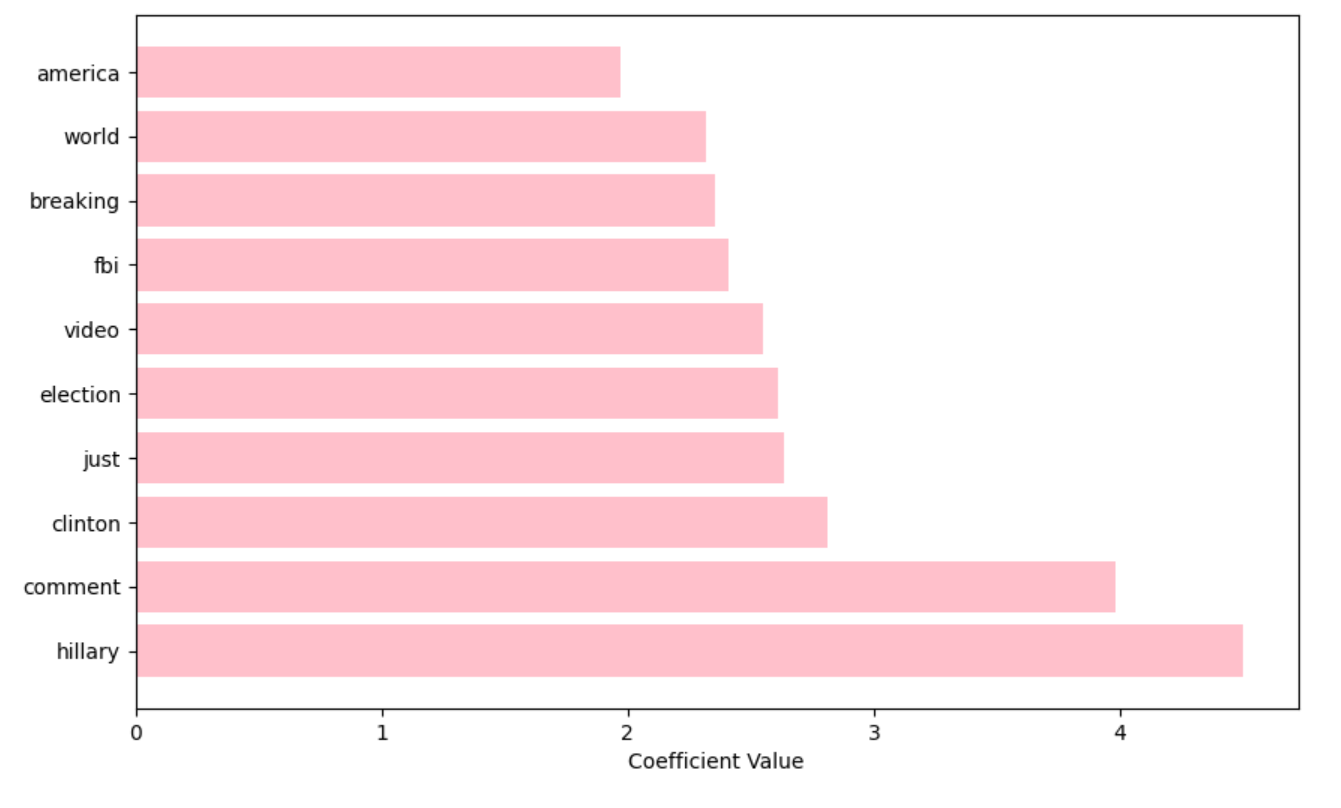 america
world
breaking
fbi
video
election
just
clinton
comment
hillary
0 1 2 3 4
Coefficient Value